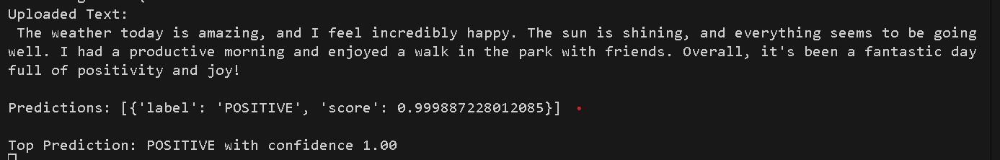 Uploaded Text:
The weather today is amazing, and I feel incredibly happy. The sun is shining, and everything seems to be going
well. I had a productive morning and enjoyed a walk in the park with friends. Overall, it's been a fantastic day
full of positivity and joy!
Predictions: [{'label': 'POSITIVE', 'score': 0.999887228012085}]
Top Prediction: POSITIVE with confidence 1.00